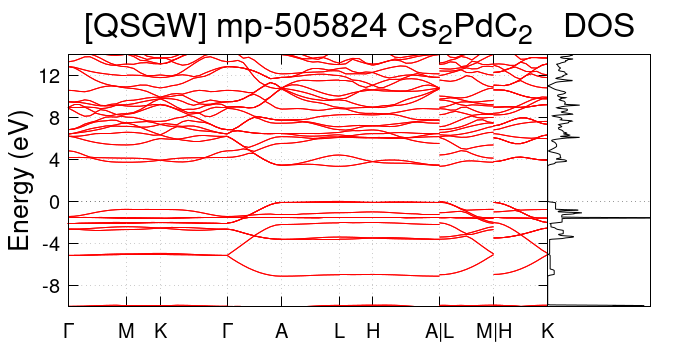 [QSGW] mp-505824 Cs₂PdC₂ DOS
Energy (eV)
12
8
4
0
-4
-8
Γ M K Γ A L H A|L M|H K